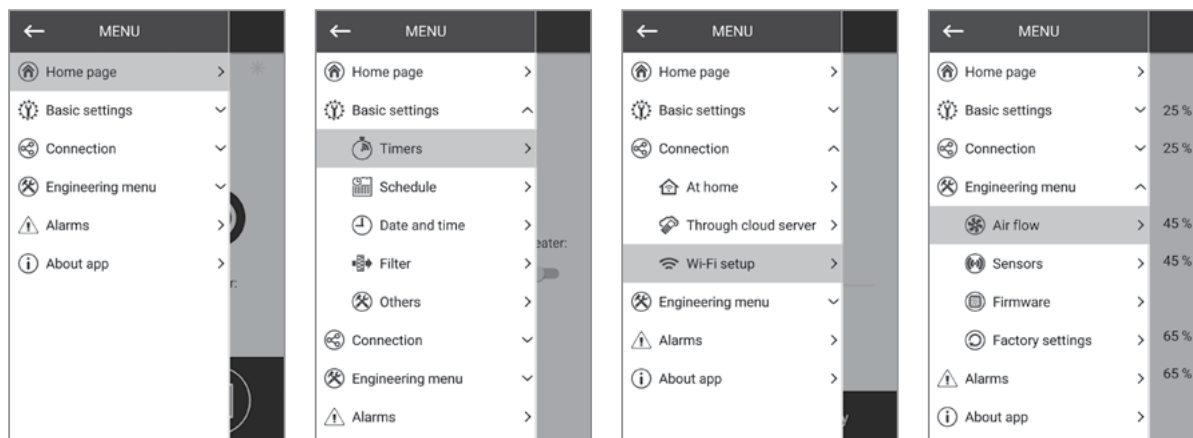 MENU
Home page
Basic settings
Connection
Engineering menu
Alarms
About app
r:
MENU
Home page
Basic settings
Timers
Schedule
Date and time
Filter
Others
Connection
Engineering menu
Alarms
eater:
MENU
Home page
Basic settings
Connection
At home
Through cloud server
Wi-Fi setup
Engineering menu
Alarms
About app
y
MENU
Home page
Basic settings
Connection
Engineering menu
Air flow
Sensors
Firmware
Factory settings
Alarms
About app
25 %
25 %
45 %
45 %
65 %
65 %